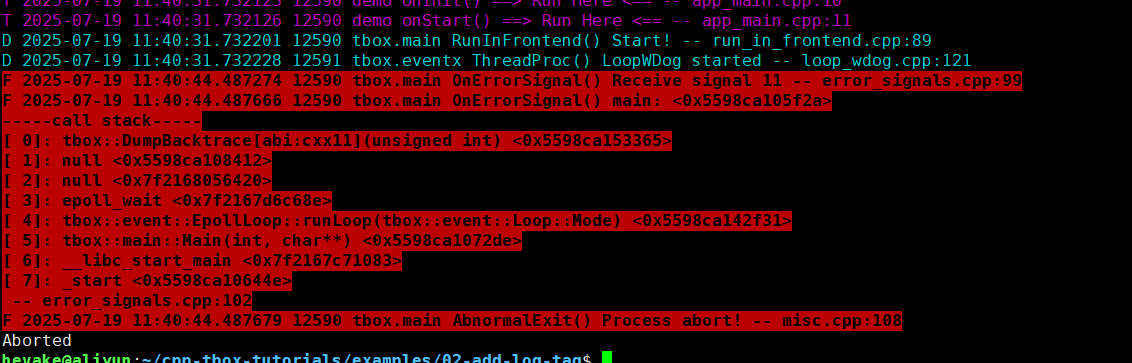 T 2025-07-19 11:40:31.732125 12590 demo onInit() ==> Run Here <== -- app_main.cpp:10
T 2025-07-19 11:40:31.732126 12590 demo onStart() ==> Run Here <== -- app_main.cpp:11
D 2025-07-19 11:40:31.732201 12590 tbox.main RunInFrontend() Start! -- run_in_frontend.cpp:89
D 2025-07-19 11:40:31.732228 12591 tbox.eventx ThreadProc() LoopWDog started -- loop_wdog.cpp:121
F 2025-07-19 11:40:44.487274 12590 tbox.main OnErrorSignal() Receive signal 11 -- error_signals.cpp:99
F 2025-07-19 11:40:44.487666 12590 tbox.main OnErrorSignal() main: <0x5598ca105f2a>
-----call stack-----
[ 0]: tbox::DumpBacktrace[abi:cxx11](unsigned int) <0x5598ca153365>
[ 1]: null <0x5598ca108412>
[ 2]: null <0x7f2168056420>
[ 3]: epoll_wait <0x7f2167d6c68e>
[ 4]: tbox::event::EpollLoop::runLoop(tbox::event::Loop::Mode) <0x5598ca142f31>
[ 5]: tbox::main::Main(int, char**) <0x5598ca1072de>
[ 6]: __libc_start_main <0x7f2167c71083>
[ 7]: _start <0x5598ca10644e>
 -- error_signals.cpp:102
F 2025-07-19 11:40:44.487679 12590 tbox.main AbnormalExit() Process abort! -- misc.cpp:108
Aborted
hevake@aliyun:~/cpp-tbox-tutorials/examples/02-add-log-tag$